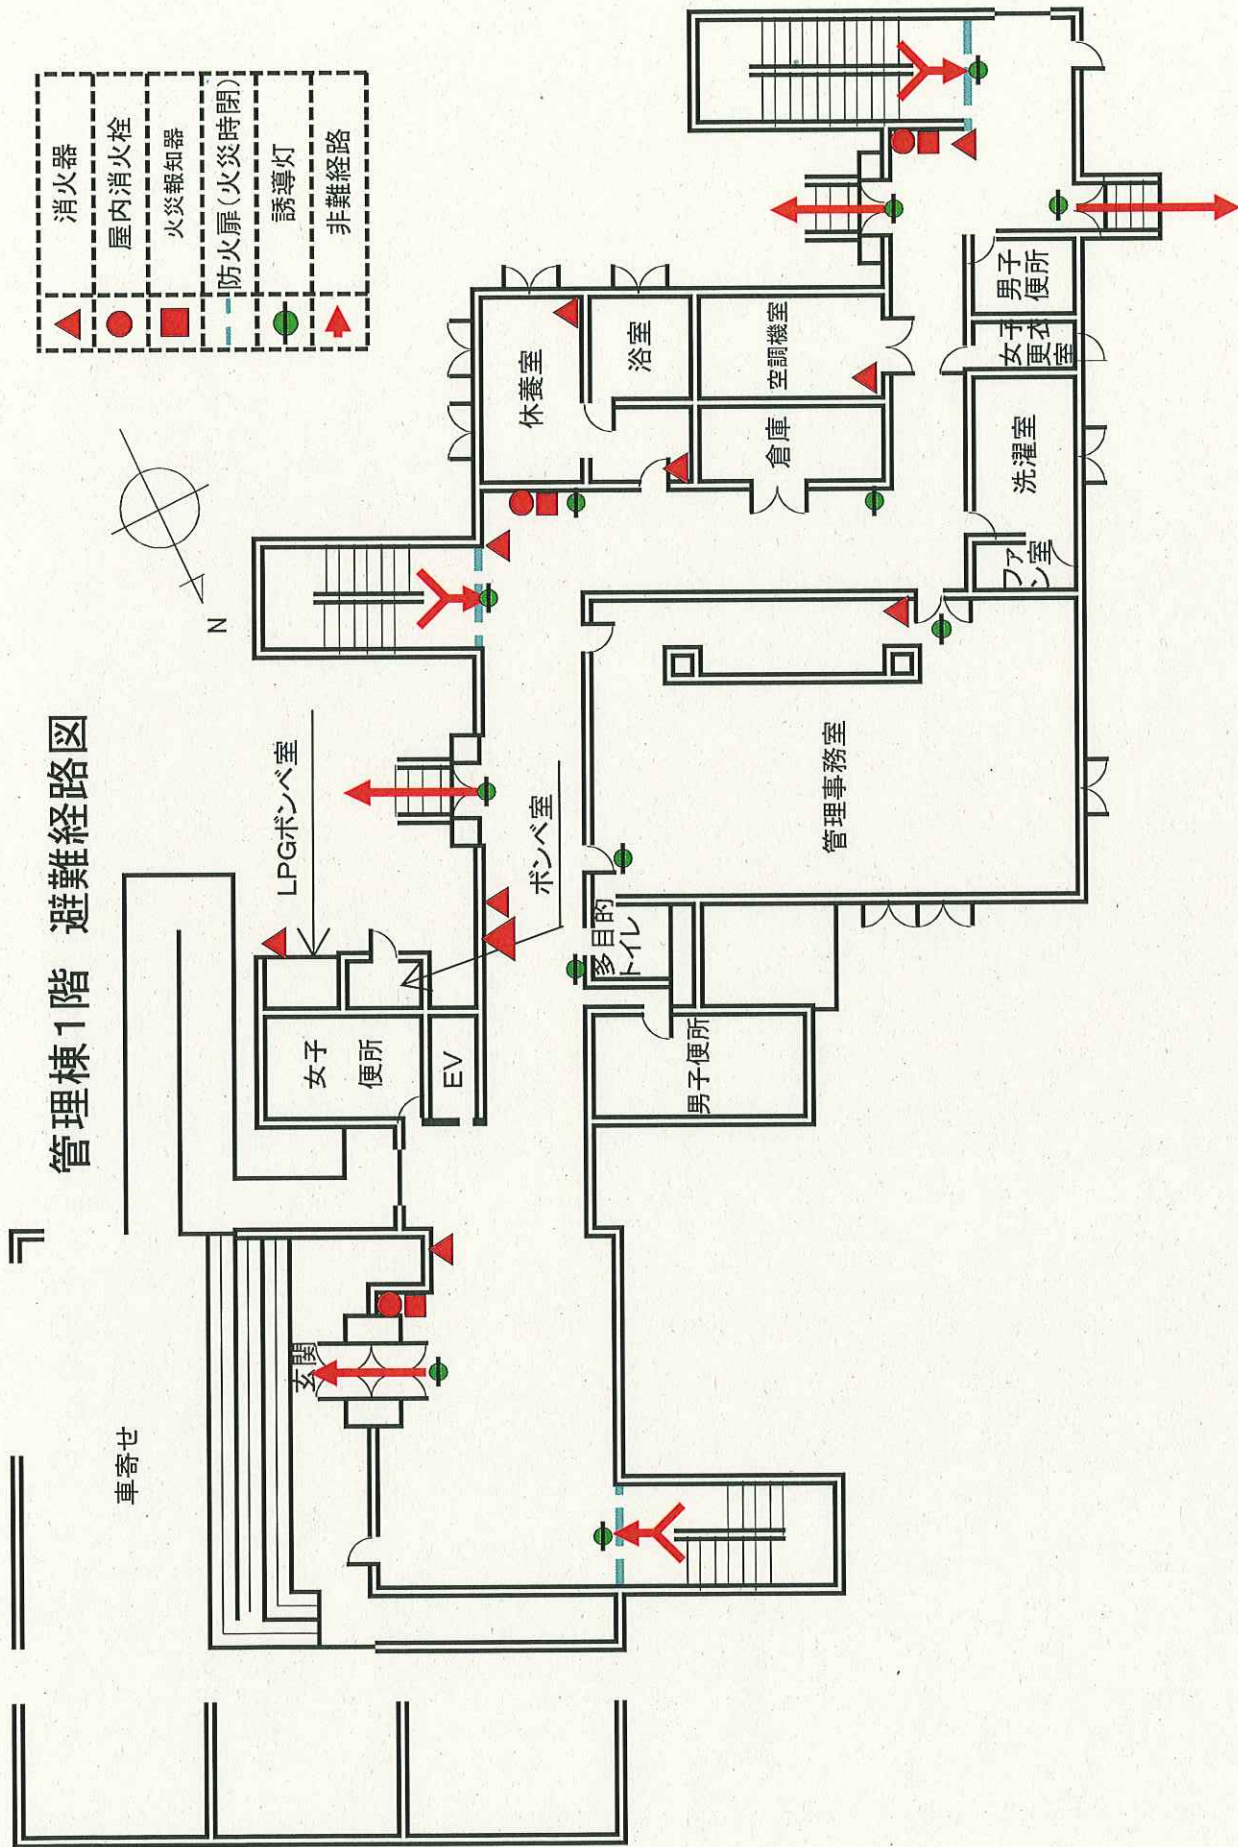 管理棟1階 避難経路図
消火器
屋内消火栓
火災報知器
防火扉(火災時閉)
誘導灯
非難経路
N
車寄せ
玄関
女子
便所
EV
LPGボンベ室
ボンベ室
男子便所
多目的
トイレ
管理事務室
休養室
浴室
倉庫
空調機室
ファ
ン室
洗濯室
女子
更衣
室
男子
便所